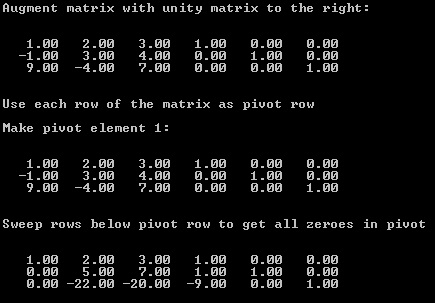 Augment matrix with unity matrix to the right:
1.00 2.00 3.00 1.00 0.00 0.00
-1.00 3.00 4.00 0.00 1.00 0.00
9.00 -4.00 7.00 0.00 0.00 1.00
Use each row of the matrix as pivot row
Make pivot element 1:
1.00 2.00 3.00 1.00 0.00 0.00
-1.00 3.00 4.00 0.00 1.00 0.00
9.00 -4.00 7.00 0.00 0.00 1.00
Sweep rows below pivot row to get all zeroes in pivot
1.00 2.00 3.00 1.00 0.00 0.00
0.00 5.00 7.00 1.00 1.00 0.00
0.00 -22.00 -20.00 -9.00 0.00 1.00